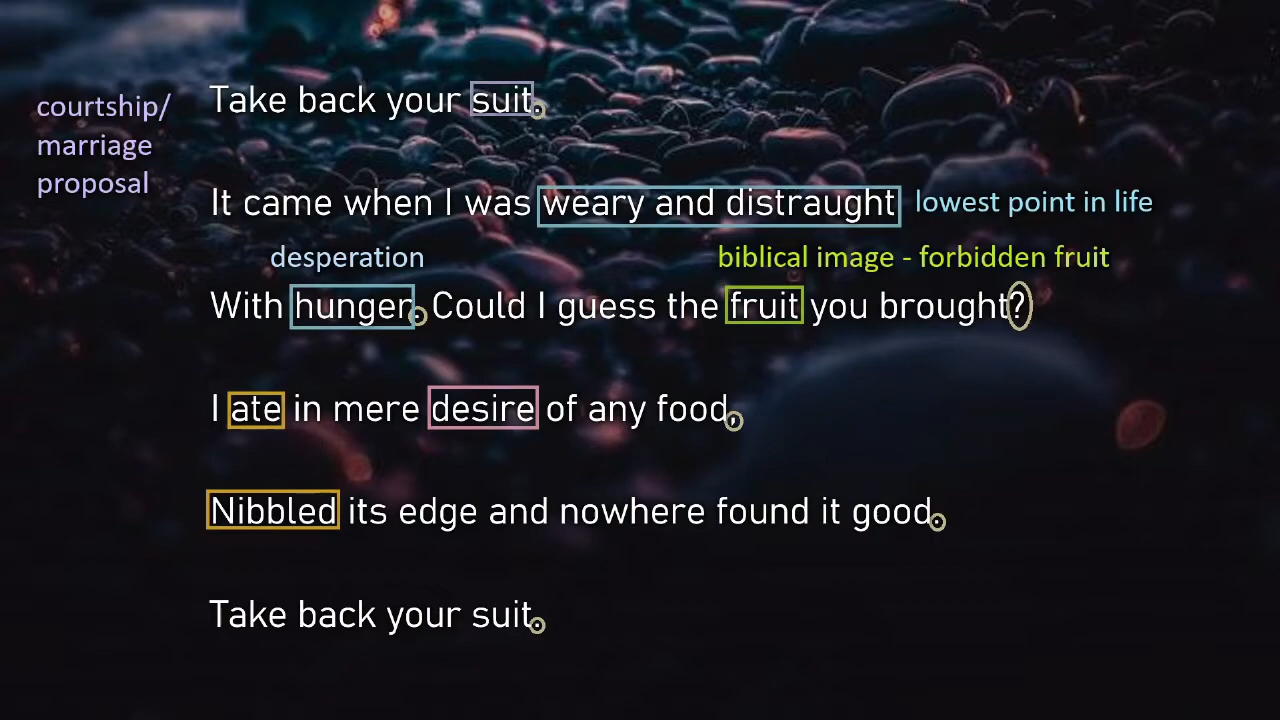 courtship/
marriage
proposal
Take back your suit.
It came when I was weary and distraught
lowest point in life
desperation
biblical image - forbidden fruit
With hunger. Could I guess the fruit you brought?
I ate in mere desire of any food,
Nibbled its edge and nowhere found it good.
Take back your suit.